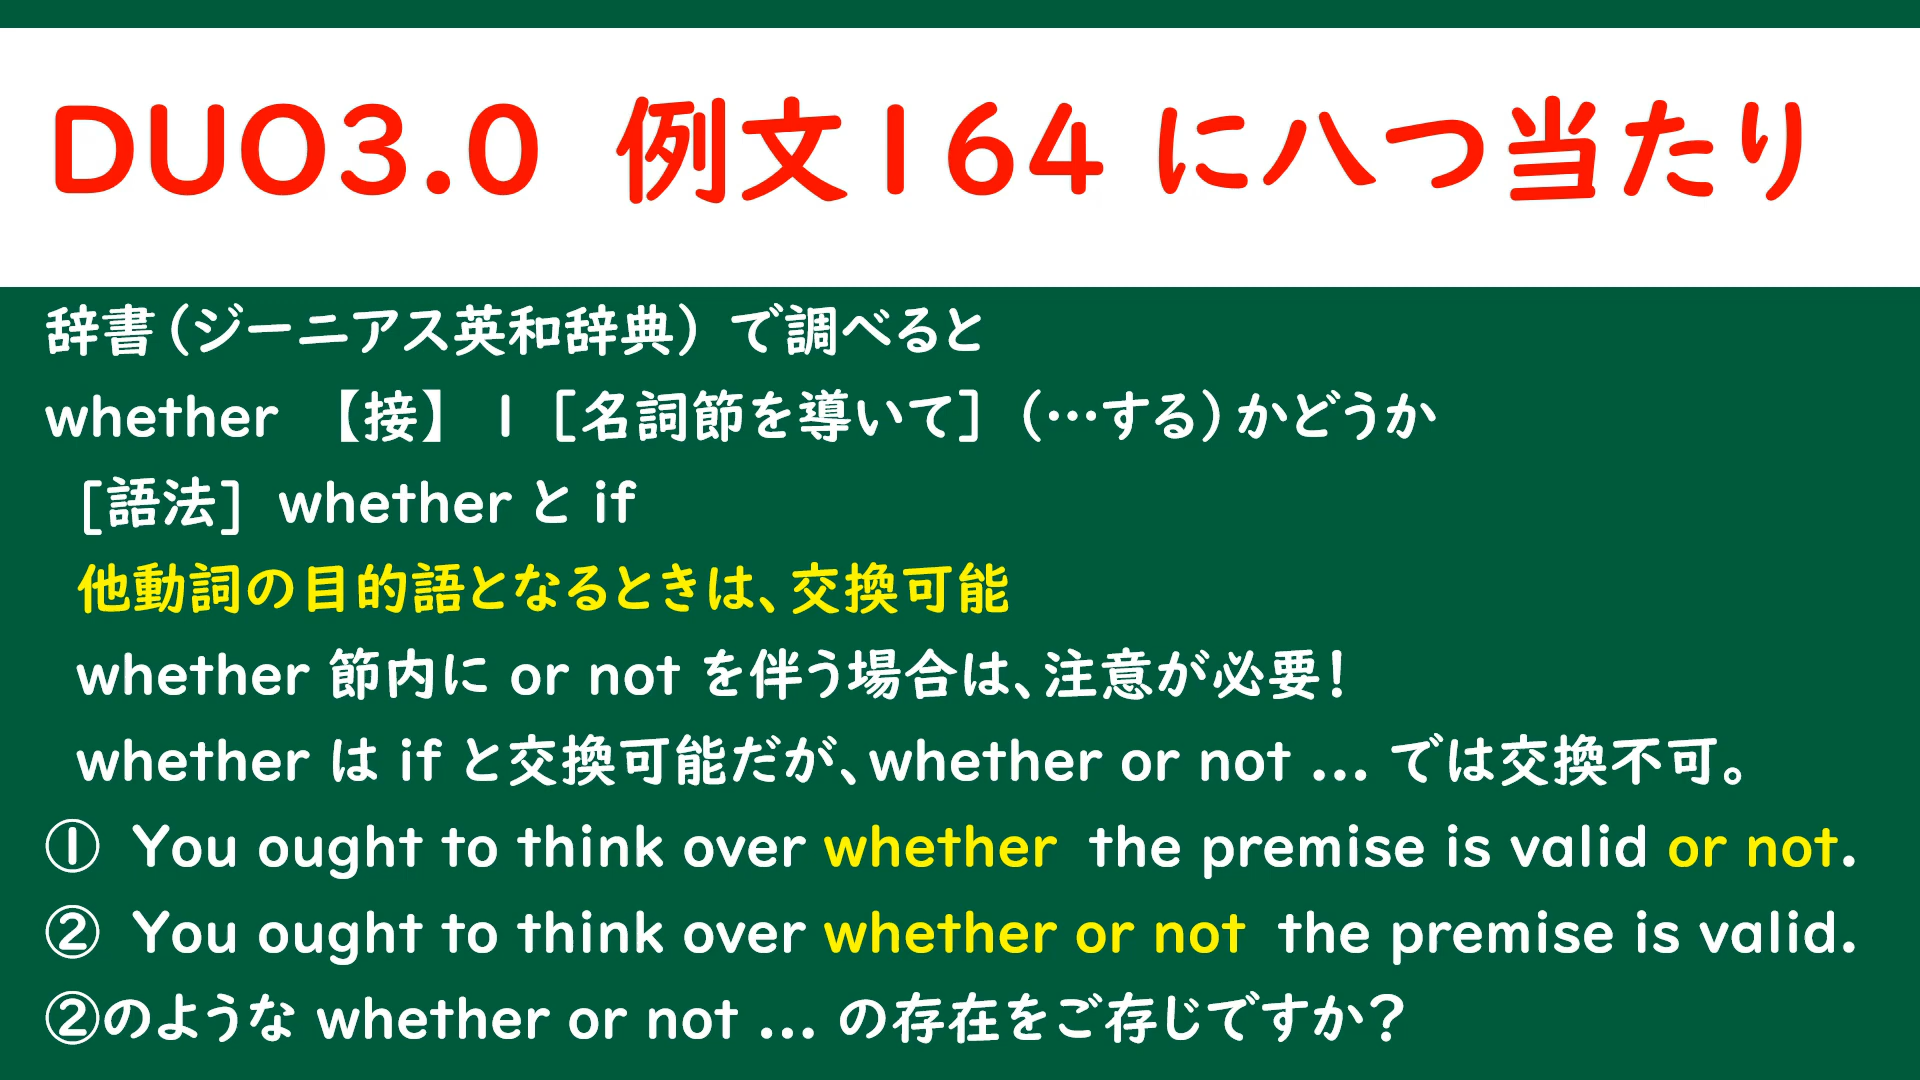 DUO3.0 例文164 に八つ当たり
辞書(ジーニアス英和辞典)で調べると
whether 【接】 1 [名詞節を導いて] (…する)かどうか
[語法] whether と if
他動詞の目的語となるときは、交換可能
whether 節内に or not を伴う場合は、注意が必要!
whether は if と交換可能だが、whether or not ... では交換不可。
① You ought to think over whether the premise is valid or not.
② You ought to think over whether or not the premise is valid.
②のような whether or not ... の存在をご存じですか?